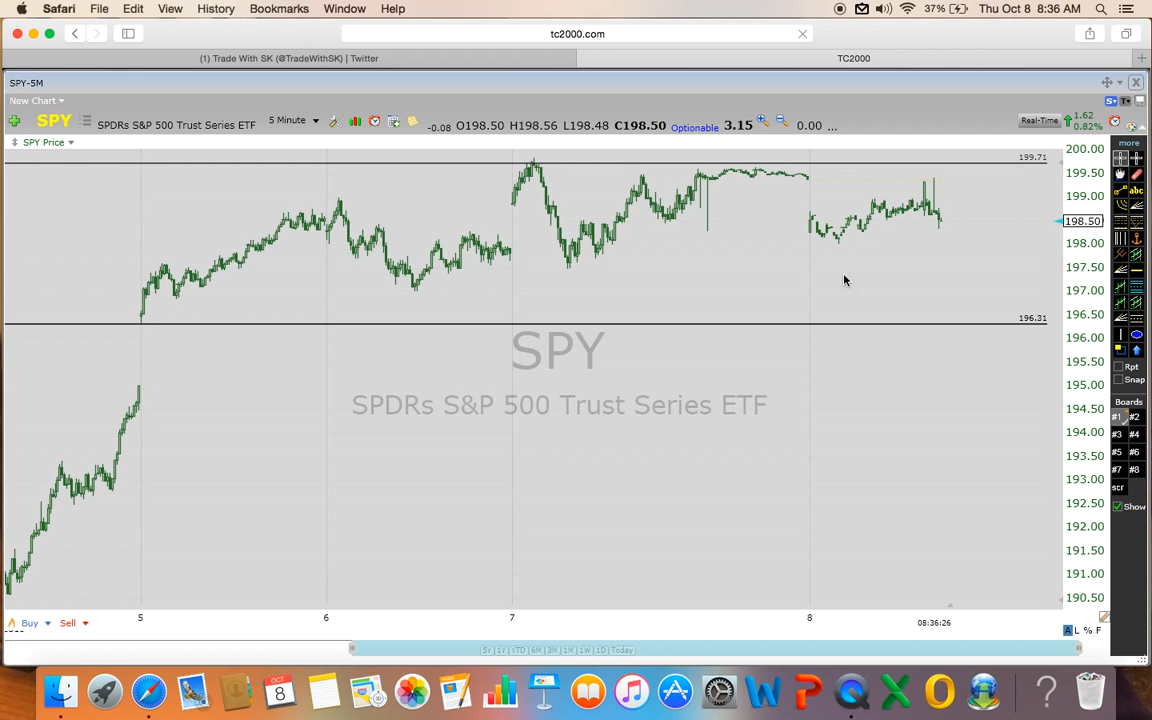 Safari File Edit View History Bookmarks Window Help 37% Thu Oct 8 8:36 AM
tc2000.com
(1) Trade With SK (@TradeWithSK) | Twitter TC2000
SPY-5M
New Chart
SPY SPDRs S&P 500 Trust Series ETF 5 Minute -0.08 O198.50 H198.56 L198.48 C198.50 Optionable 3.15 0.00 ... Real-Time 1.62
0.82%
SPY Price
more
200.00
199.71
199.50
abc
199.00
198.50
198.00
197.50
197.00
196.50
196.31
196.00
SPY
195.50
Rpt
195.00
Snap
SPDRs S&P 500 Trust Series ETF
194.50
Boards
#1 #2
194.00
#3 #4
193.50
#5 #6
193.00
#7 #8
192.50
scr
192.00
Show
191.50
191.00
190.50
5 6 7 8 08:36:26
Buy Sell
A L % F
5Y|1Y|YTD|6M|3M|1M|1W|1D|Today
OCT
8